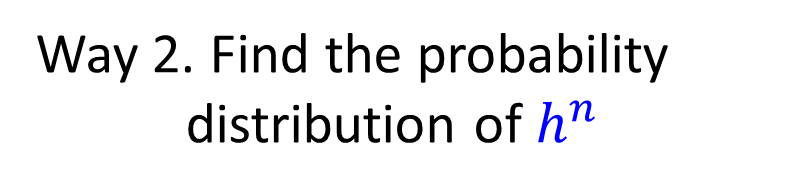 Way 2. Find the probability
distribution of hⁿ